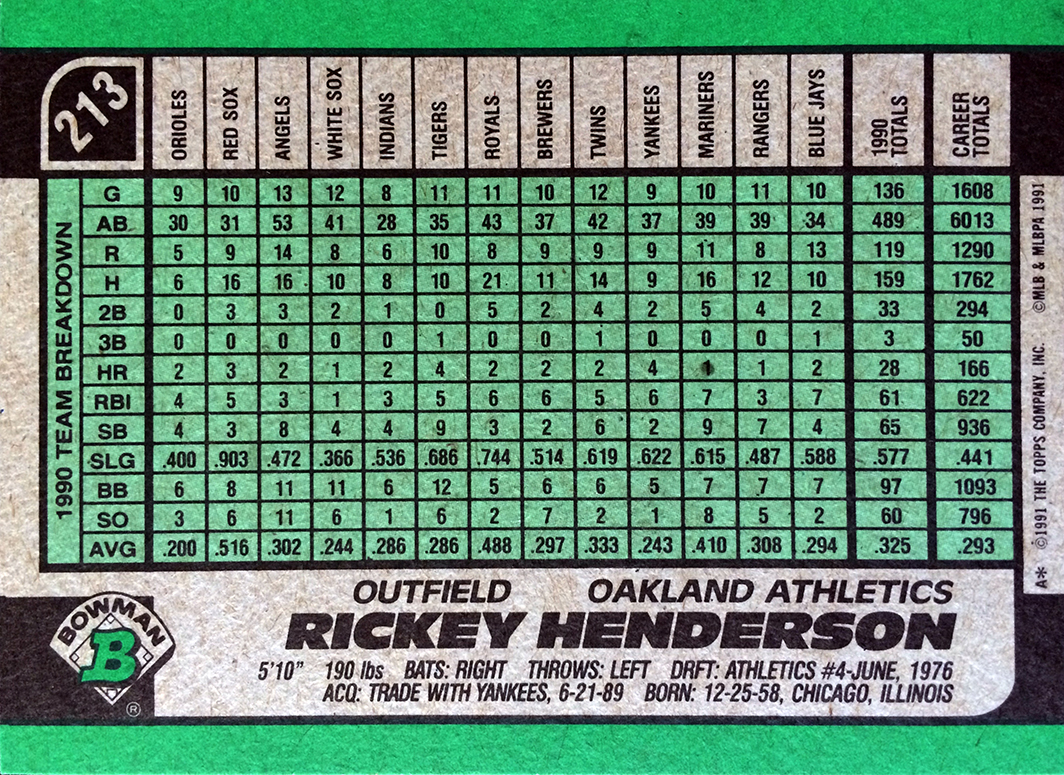 213
ORIOLES RED SOX ANGELS WHITE SOX INDIANS TIGERS ROYALS BREWERS TWINS YANKEES MARINERS RANGERS BLUE JAYS 1990 TOTALS CAREER TOTALS
1990 TEAM BREAKDOWN
G 9 10 13 12 8 11 11 10 12 9 10 11 10 136 1608
AB 30 31 53 41 28 35 43 37 42 37 39 39 34 489 6013
R 5 9 14 8 6 10 8 9 9 9 11 8 13 119 1290
H 6 16 16 10 8 10 21 11 14 9 16 12 10 159 1762
2B 0 3 3 2 1 0 5 2 4 2 5 4 2 33 294
3B 0 0 0 0 0 1 0 0 1 0 0 0 1 3 50
HR 2 3 2 1 2 4 2 2 2 4 1 2 28 166
RBI 4 5 3 1 3 5 6 6 5 6 7 3 7 61 622
SB 4 3 8 4 4 9 3 2 6 2 9 7 4 65 936
SLG .400 .903 .472 .366 .536 .686 .744 .514 .619 .622 .615 .487 .588 .577 .441
BB 6 8 11 11 6 12 5 6 6 5 7 7 7 97 1093
SO 3 6 11 6 1 6 2 7 2 1 8 5 2 60 796
AVG .200 .516 .302 .244 .286 .286 .488 .297 .333 .243 .410 .308 .294 .325 .293
A* ©1991 THE TOPPS COMPANY, INC. ©MLB & MLBPA 1991
BOWMAN
B
®
OUTFIELD OAKLAND ATHLETICS
RICKEY HENDERSON
5'10" 190 lbs BATS: RIGHT THROWS: LEFT DRFT: ATHLETICS #4-JUNE, 1976
ACQ: TRADE WITH YANKEES, 6-21-89 BORN: 12-25-58, CHICAGO, ILLINOIS